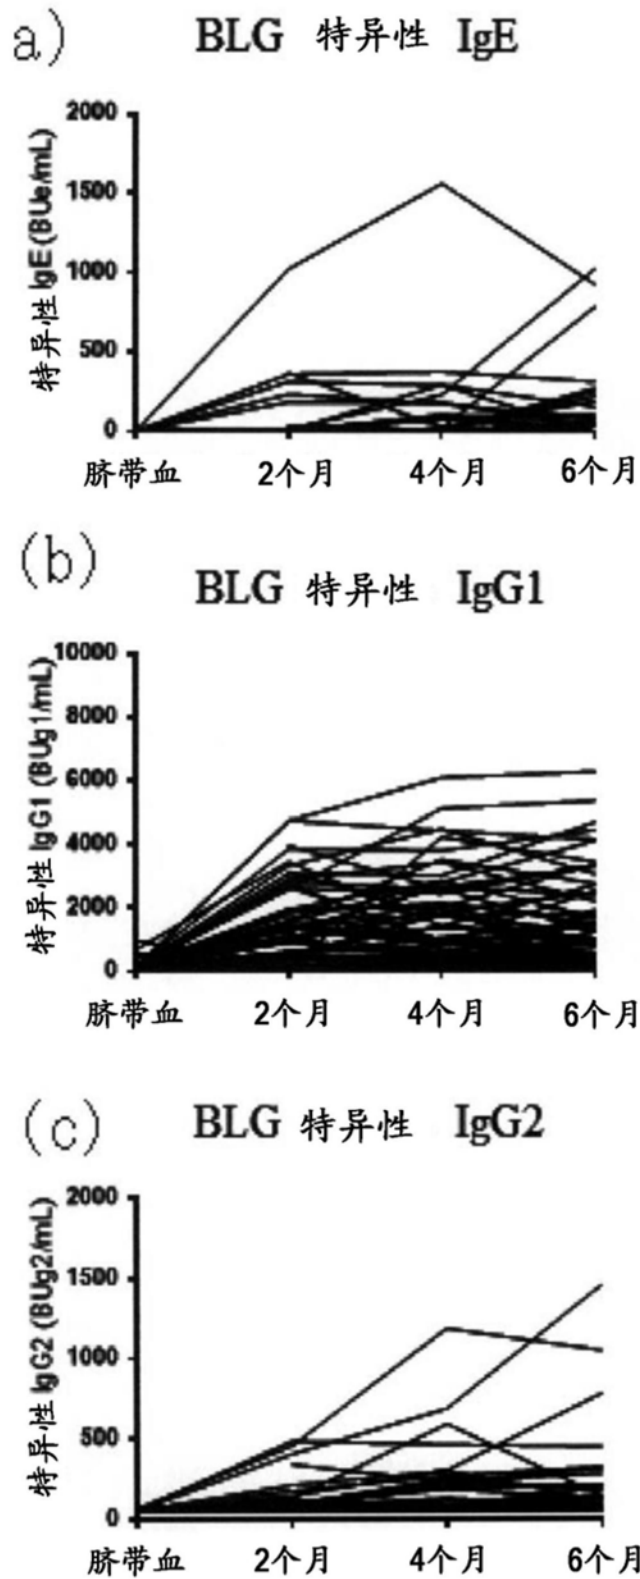 a) BLG 特异性 IgE
特异性 IgE (BUe/mL)
2000
1500
1000
500
0
脐带血 2个月 4个月 6个月
(b) BLG 特异性 IgG1
特异性 IgG1 (BUg1/mL)
10000
8000
6000
4000
2000
0
脐带血 2个月 4个月 6个月
(c) BLG 特异性 IgG2
特异性 IgG2 (BUg2/mL)
2000
1500
1000
500
0
脐带血 2个月 4个月 6个月